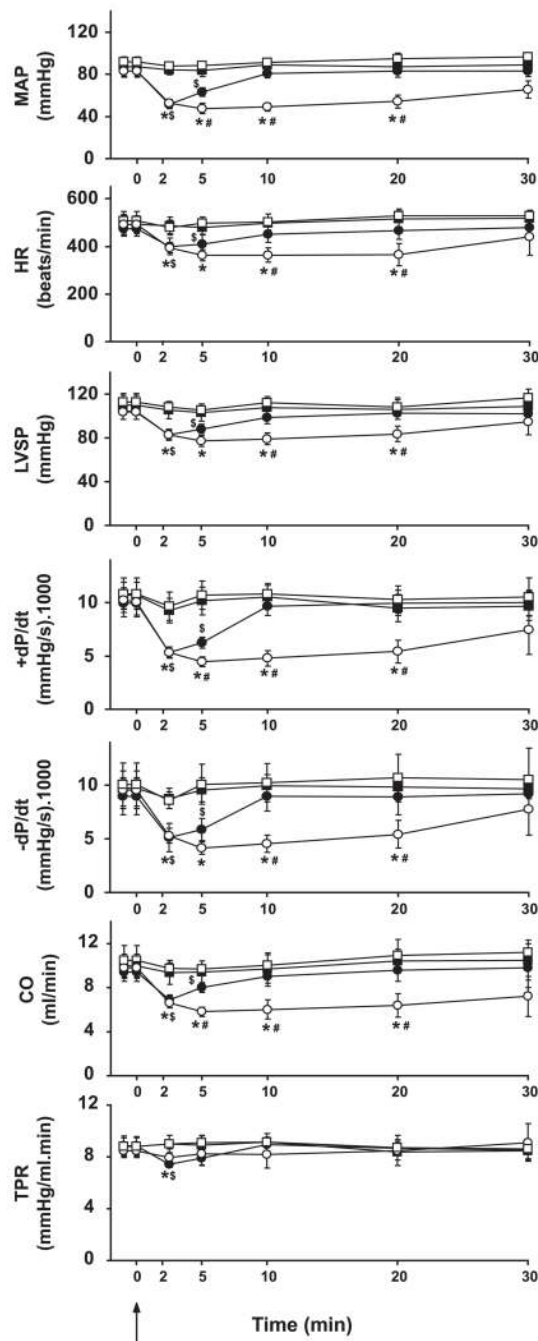 MAP
(mmHg)
120
80
40
0
$
*$
*#
*#
*#
0 2 5 10 20 30
HR
(beats/min)
600
400
200
0
$
*$
*
*#
*#
0 2 5 10 20 30
LVSP
(mmHg)
120
80
40
0
$
*$
*
*#
*#
0 2 5 10 20 30
+dP/dt
(mmHg/s).1000
10
5
0
$
*$
*#
*#
*#
0 2 5 10 20 30
-dP/dt
(mmHg/s).1000
10
5
0
$
*$
*
*#
*#
0 2 5 10 20 30
CO
(ml/min)
12
8
4
0
$
*$
*#
*#
*#
0 2 5 10 20 30
TPR
(mmHg/ml.min)
12
8
4
0
*$
0 2 5 10 20 30
Time (min)